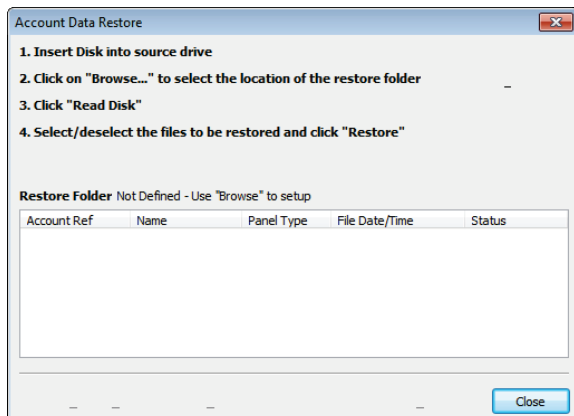 Account Data Restore
1. Insert Disk into source drive
2. Click on "Browse..." to select the location of the restore folder
3. Click "Read Disk"
4. Select/deselect the files to be restored and click "Restore"
Restore Folder Not Defined - Use "Browse" to setup
Account Ref Name Panel Type File Date/Time Status
Close